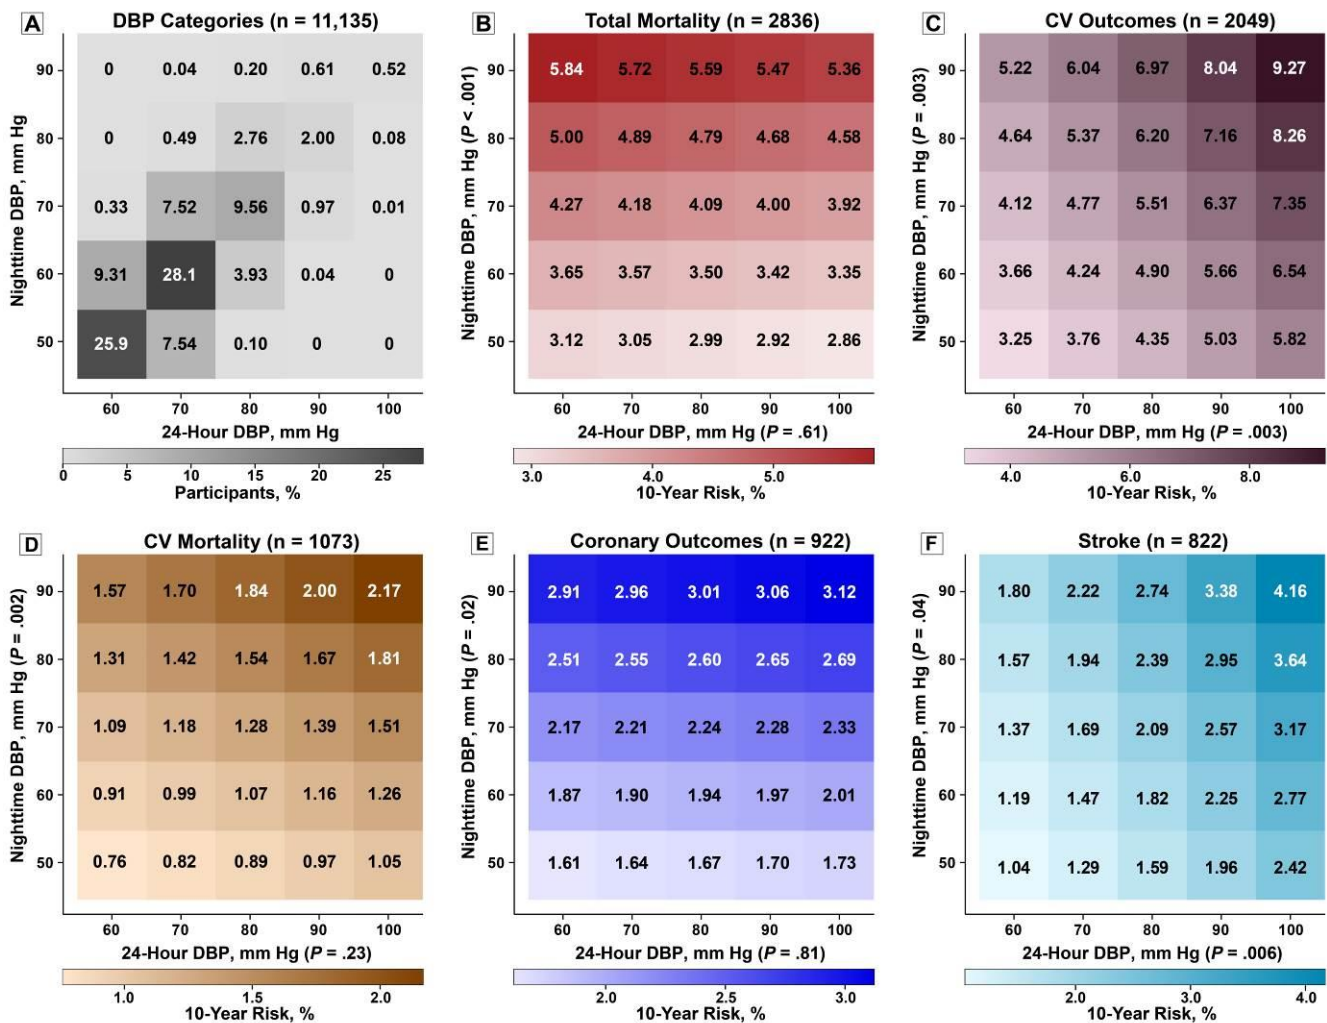 A DBP Categories (n = 11,135)
Nighttime DBP, mm Hg
90 0 0.04 0.20 0.61 0.52
80 0 0.49 2.76 2.00 0.08
70 0.33 7.52 9.56 0.97 0.01
60 9.31 28.1 3.93 0.04 0
50 25.9 7.54 0.10 0 0
60 70 80 90 100
24-Hour DBP, mm Hg
0 5 10 15 20 25
Participants, %
B Total Mortality (n = 2836)
Nighttime DBP, mm Hg (P < .001)
5.84 5.72 5.59 5.47 5.36
5.00 4.89 4.79 4.68 4.58
4.27 4.18 4.09 4.00 3.92
3.65 3.57 3.50 3.42 3.35
3.12 3.05 2.99 2.92 2.86
60 70 80 90 100
24-Hour DBP, mm Hg (P = .61)
3.0 4.0 5.0
10-Year Risk, %
C CV Outcomes (n = 2049)
Nighttime DBP, mm Hg (P = .003)
90 5.22 6.04 6.97 8.04 9.27
80 4.64 5.37 6.20 7.16 8.26
70 4.12 4.77 5.51 6.37 7.35
60 3.66 4.24 4.90 5.66 6.54
50 3.25 3.76 4.35 5.03 5.82
60 70 80 90 100
24-Hour DBP, mm Hg (P = .003)
4.0 6.0 8.0
10-Year Risk, %
D CV Mortality (n = 1073)
Nighttime DBP, mm Hg (P = .002)
90 1.57 1.70 1.84 2.00 2.17
80 1.31 1.42 1.54 1.67 1.81
70 1.09 1.18 1.28 1.39 1.51
60 0.91 0.99 1.07 1.16 1.26
50 0.76 0.82 0.89 0.97 1.05
60 70 80 90 100
24-Hour DBP, mm Hg (P = .23)
1.0 1.5 2.0
10-Year Risk, %
E Coronary Outcomes (n = 922)
Nighttime DBP, mm Hg (P = .02)
90 2.91 2.96 3.01 3.06 3.12
80 2.51 2.55 2.60 2.65 2.69
70 2.17 2.21 2.24 2.28 2.33
60 1.87 1.90 1.94 1.97 2.01
50 1.61 1.64 1.67 1.70 1.73
60 70 80 90 100
24-Hour DBP, mm Hg (P = .81)
2.0 2.5 3.0
10-Year Risk, %
F Stroke (n = 822)
Nighttime DBP, mm Hg (P = .04)
90 1.80 2.22 2.74 3.38 4.16
80 1.57 1.94 2.39 2.95 3.64
70 1.37 1.69 2.09 2.57 3.17
60 1.19 1.47 1.82 2.25 2.77
50 1.04 1.29 1.59 1.96 2.42
60 70 80 90 100
24-Hour DBP, mm Hg (P = .006)
2.0 3.0 4.0
10-Year Risk, %